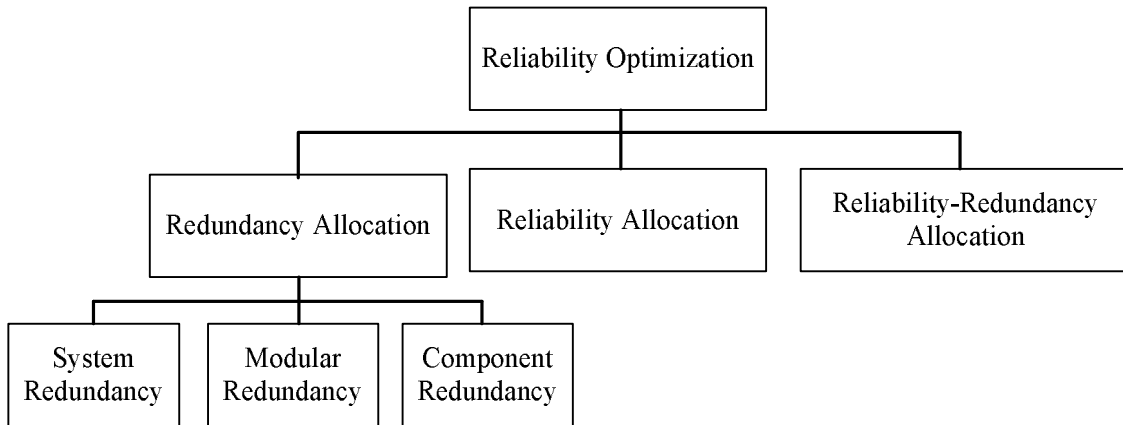 Reliability Optimization
Redundancy Allocation
Reliability Allocation
Reliability-Redundancy
Allocation
System
Redundancy
Modular
Redundancy
Component
Redundancy